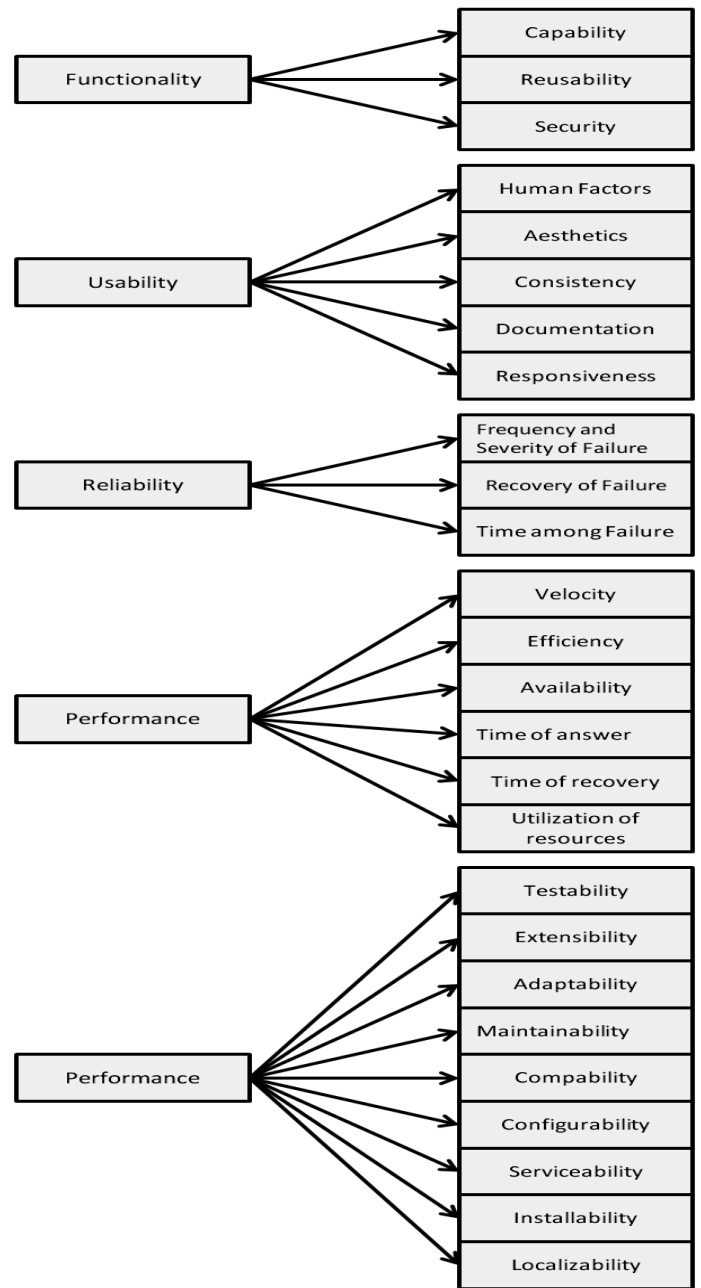 Functionality
Capability
Reusability
Security
Usability
Human Factors
Aesthetics
Consistency
Documentation
Responsiveness
Reliability
Frequency and
Severity of Failure
Recovery of Failure
Time among Failure
Performance
Velocity
Efficiency
Availability
Time of answer
Time of recovery
Utilization of
resources
Performance
Testability
Extensibility
Adaptability
Maintainability
Compability
Configurability
Serviceability
Installability
Localizability